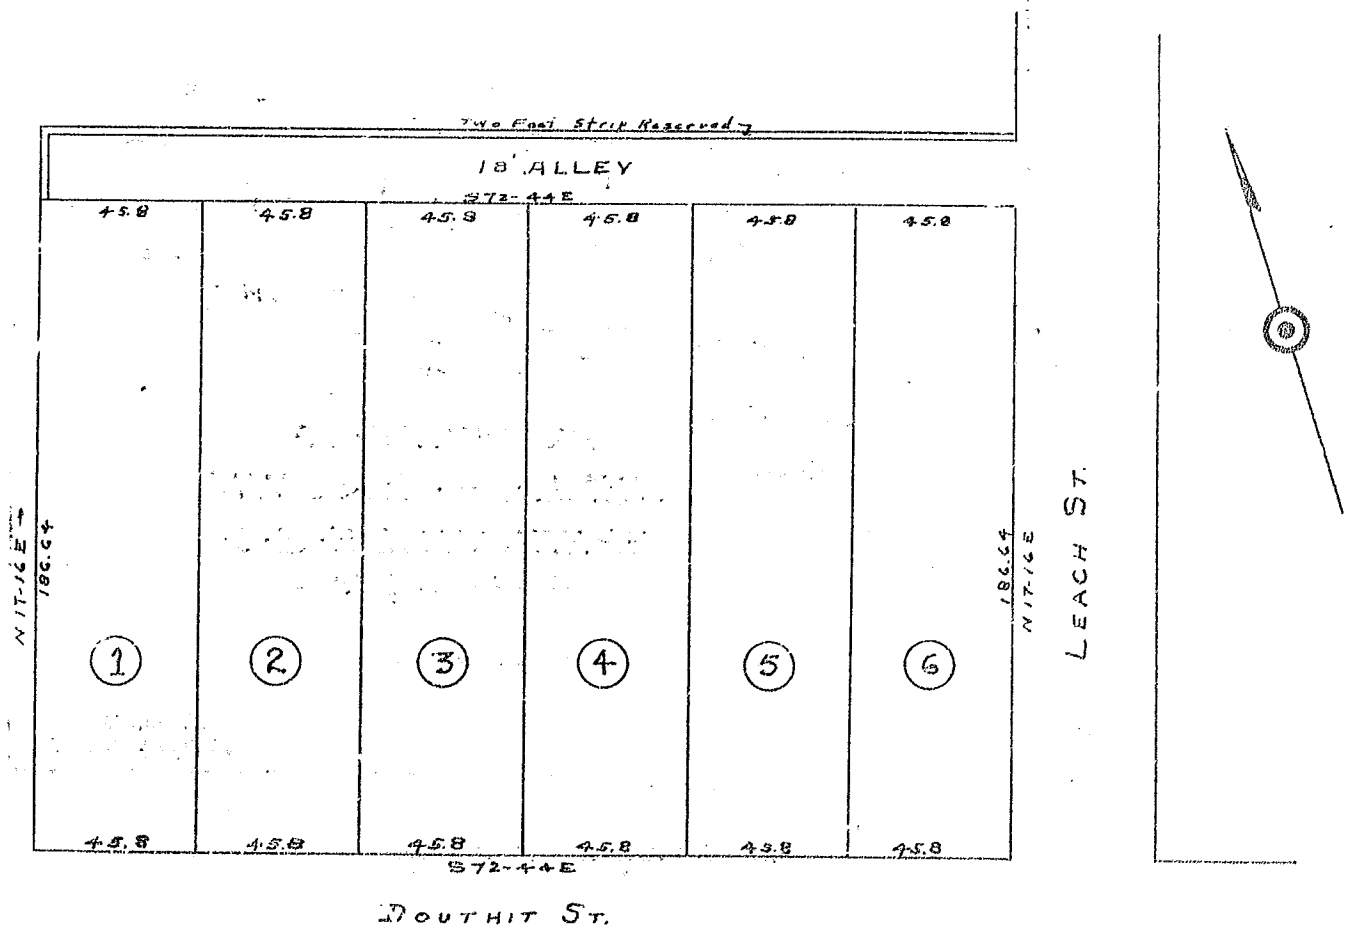 Two Foot Strip Reserved
18' ALLEY
S72-44E
45.8 45.8 45.8 45.8 45.8 45.8
N17-16E
186.64
186.64
N17-16E
LEACH ST.
1 2 3 4 5 6
45.8 45.8 45.8 45.8 45.8 45.8
S72-44E
DOUTHIT ST.